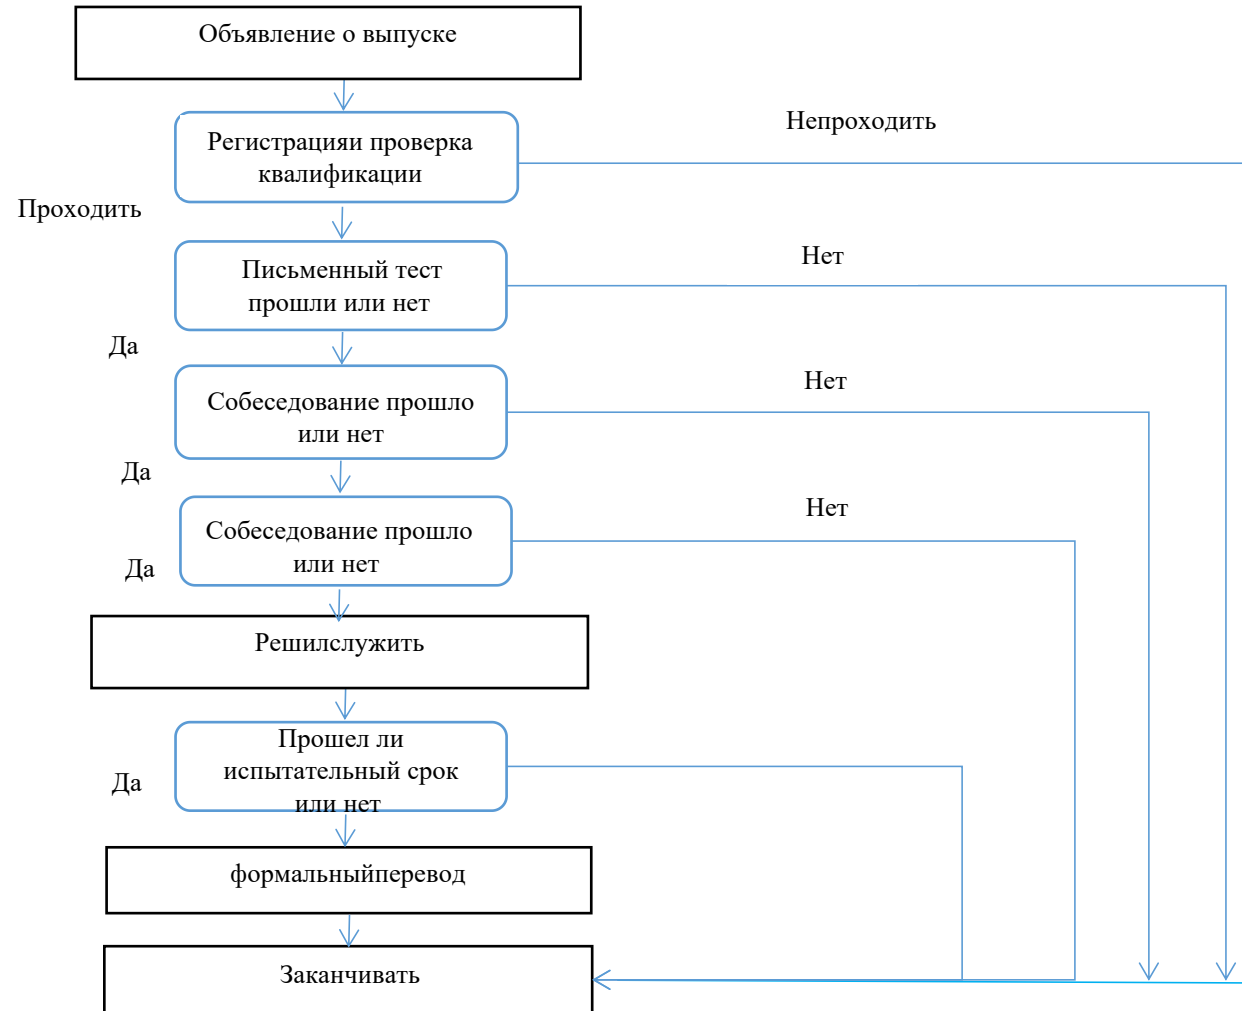 Объявление о выпуске
Непроходить
Регистрацияи проверка
квалификации
Проходить
Письменный тест
прошли или нет
Нет
Да
Собеседование прошло
или нет
Нет
Да
Собеседование прошло
или нет
Нет
Да
Решилслужить
Прошел ли
испытательный срок
или нет
Да
формальныйперевод
Заканчивать